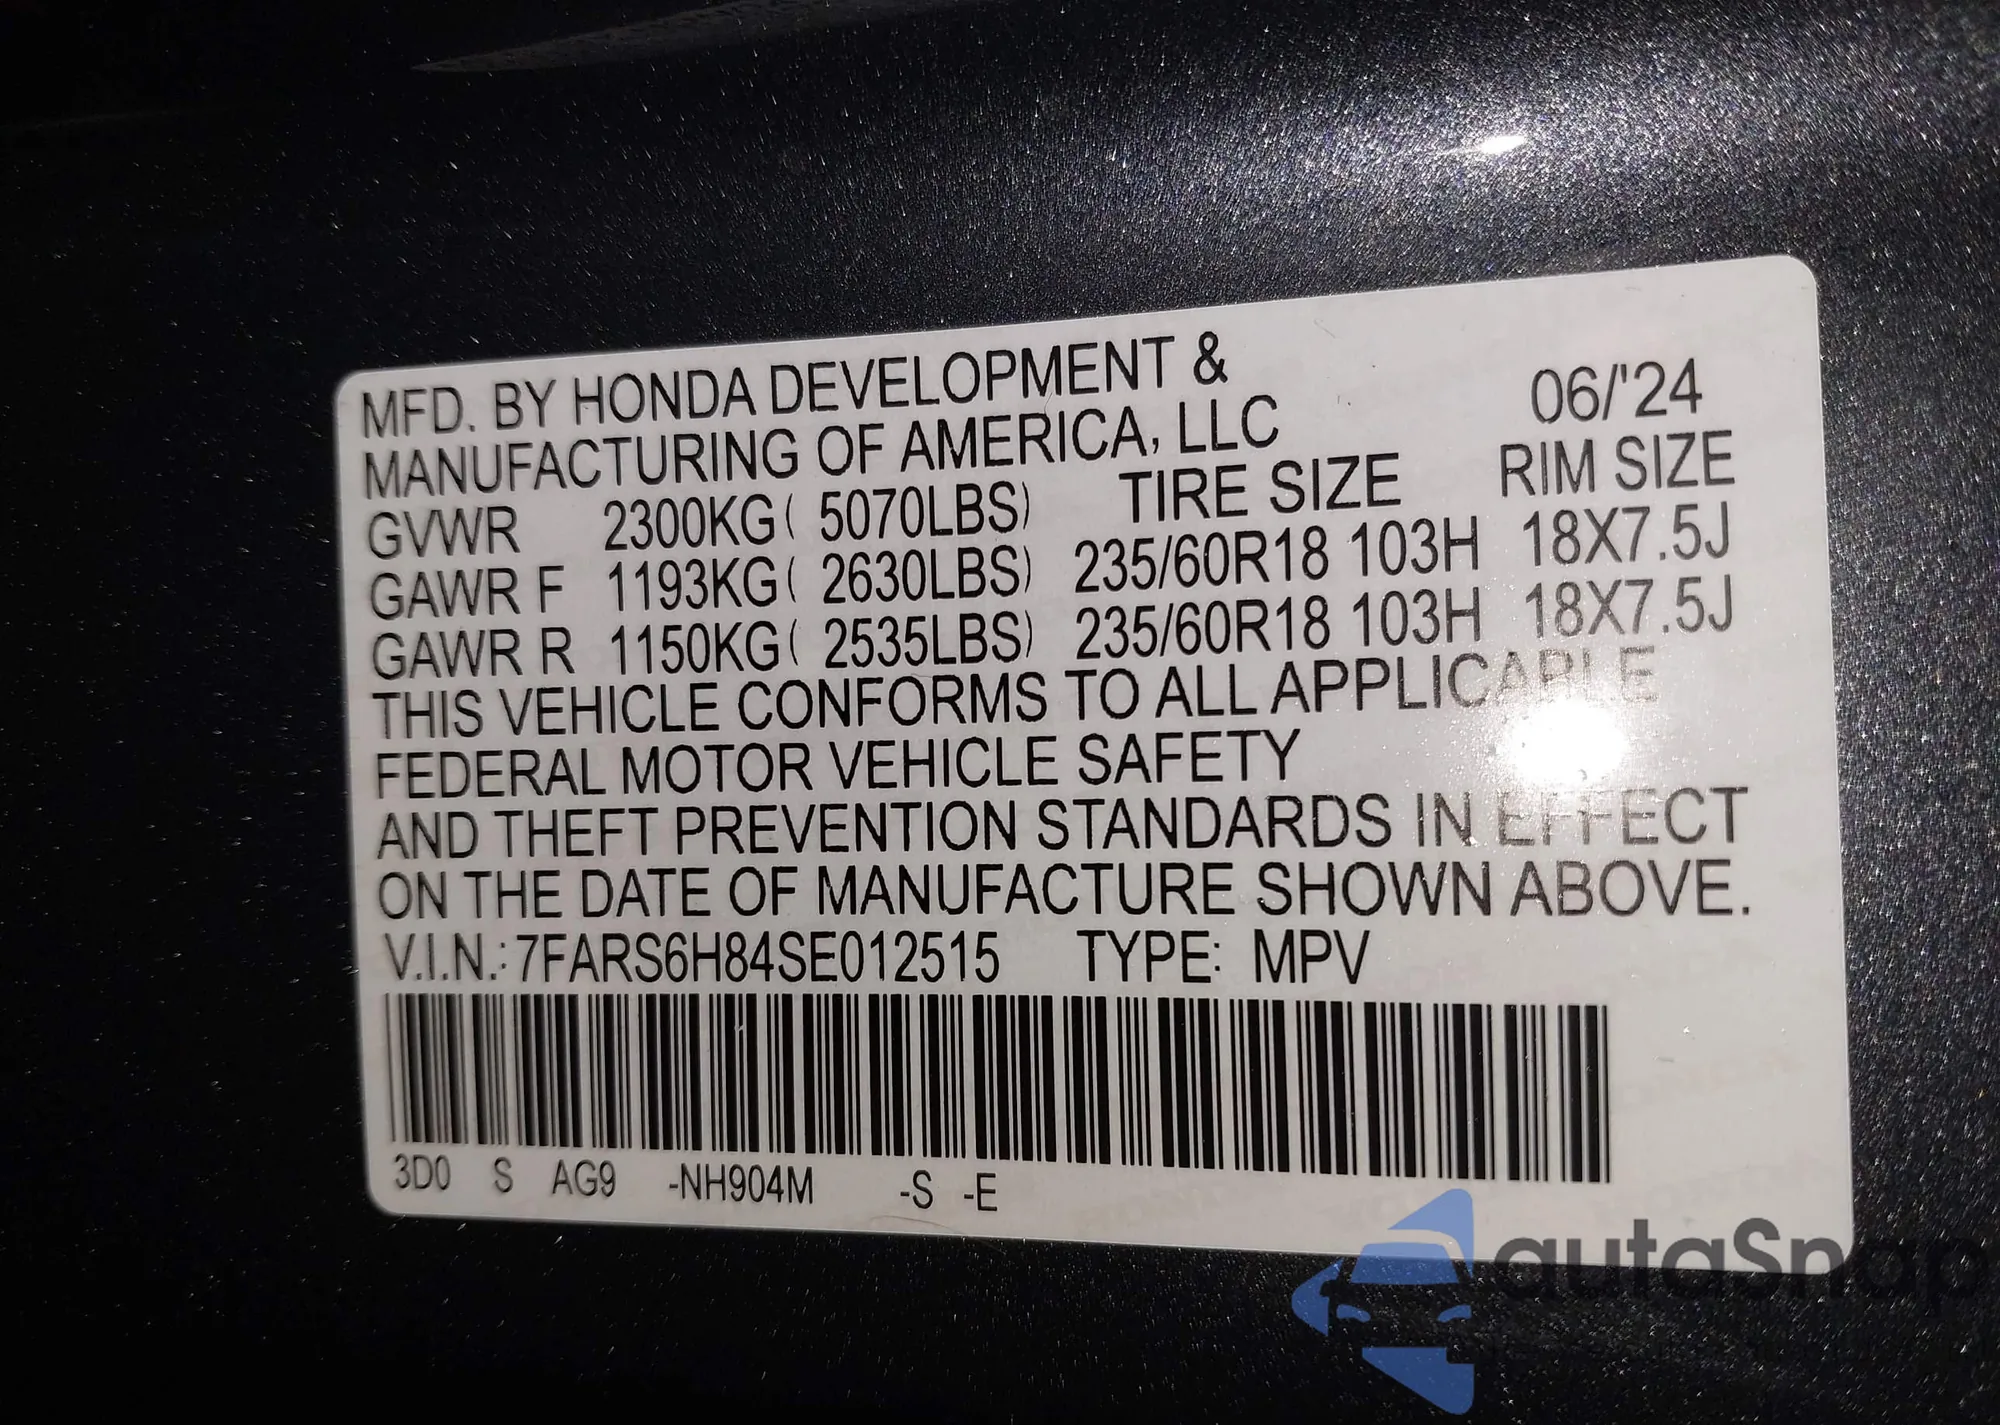 MFD. BY HONDA DEVELOPMENT &
MANUFACTURING OF AMERICA, LLC 06/'24
GVWR 2300KG( 5070LBS) TIRE SIZE RIM SIZE
GAWR F 1193KG( 2630LBS) 235/60R18 103H 18X7.5J
GAWR R 1150KG( 2535LBS) 235/60R18 103H 18X7.5J
THIS VEHICLE CONFORMS TO ALL APPLICABLE
FEDERAL MOTOR VEHICLE SAFETY
AND THEFT PREVENTION STANDARDS IN EFFECT
ON THE DATE OF MANUFACTURE SHOWN ABOVE.
V.I.N.: 7FARS6H84SE012515 TYPE: MPV
3D0 S AG9 -NH904M -S -E
autaSnap